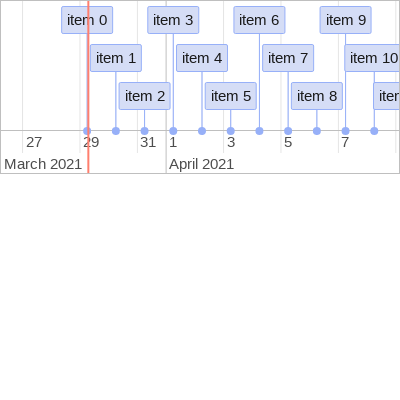 item 0 item 3 item 6 item 9
item 1 item 4 item 7 item 10
item 2 item 5 item 8
27 29 31 1 3 5 7
March 2021 April 2021